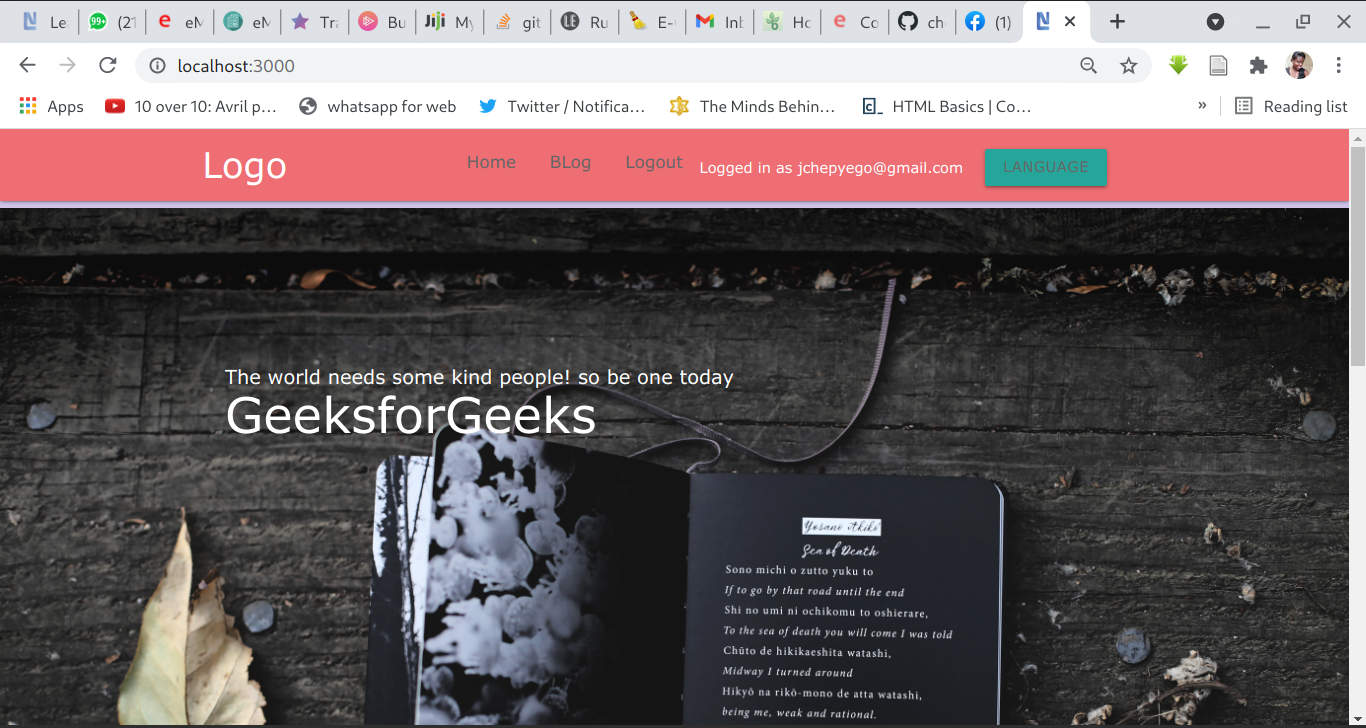 Le
(21
eM
eM
Tra
Bu
My
git
Ru
E-
Inb
Ho
Co
ch
(1)
localhost:3000
Apps
10 over 10: Avril p…
whatsapp for web
Twitter / Notifica…
The Minds Behin…
HTML Basics | Co…
»
Reading list
Logo
Home
BLog
Logout
Logged in as jchepyego@gmail.com
LANGUAGE
The world needs some kind people! so be one today
GeeksforGeeks
Yosano Akiko
Sea of Death
Sono michi o zutto yuku to
If to go by that road until the end
Shi no umi ni ochikomu to oshierare,
To the sea of death you will come I was told
Chūto de hikikaeshita watashi,
Midway I turned around
Hikyō na rikō-mono de atta watashi,
being me, weak and rational.